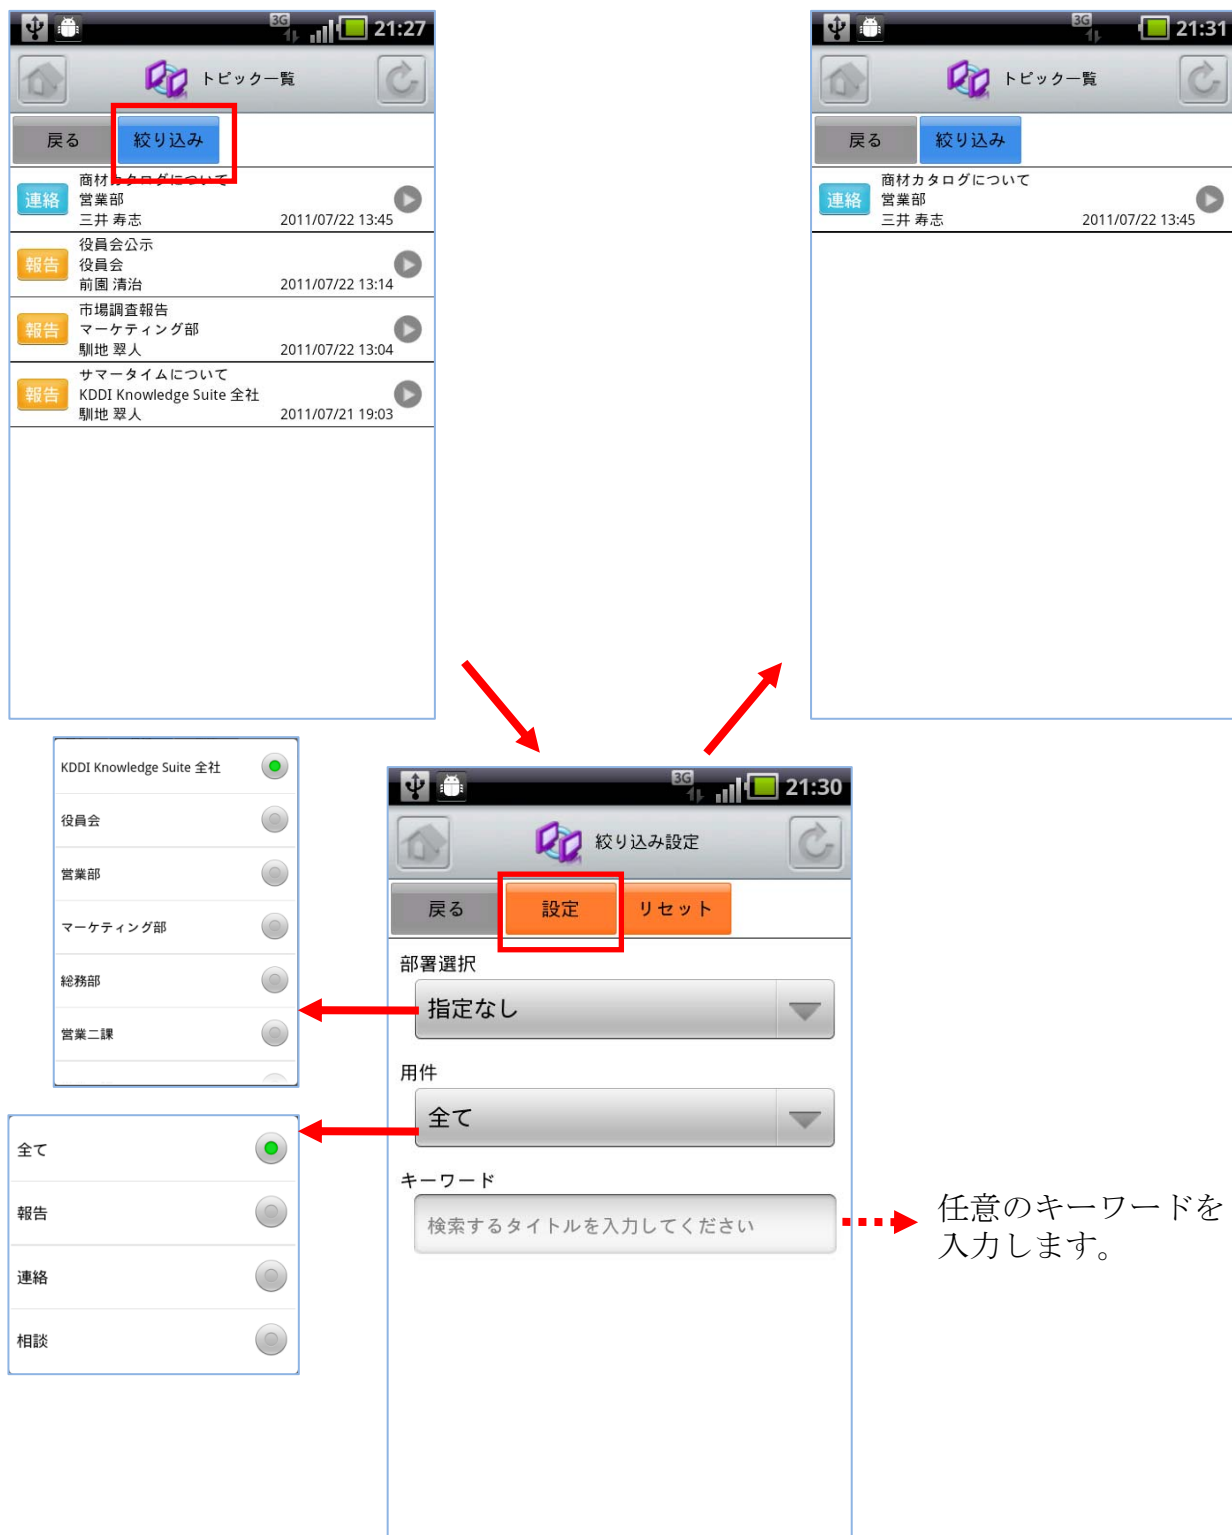 3G
21:27
トピック一覧
戻る
絞り込み
連絡
商材カタログについて
営業部
三井 寿志
2011/07/22 13:45
報告
役員会公示
役員会
前園 清治
2011/07/22 13:14
報告
市場調査報告
マーケティング部
馴地 翠人
2011/07/22 13:04
報告
サマータイムについて
KDDI Knowledge Suite 全社
馴地 翠人
2011/07/21 19:03
3G
21:31
トピック一覧
戻る
絞り込み
連絡
商材カタログについて
営業部
三井 寿志
2011/07/22 13:45
KDDI Knowledge Suite 全社
役員会
営業部
マーケティング部
総務部
営業二課
全て
報告
連絡
相談
3G
21:30
絞り込み設定
戻る
設定
リセット
部署選択
指定なし
用件
全て
キーワード
検索するタイトルを入力してください
任意のキーワードを
入力します。